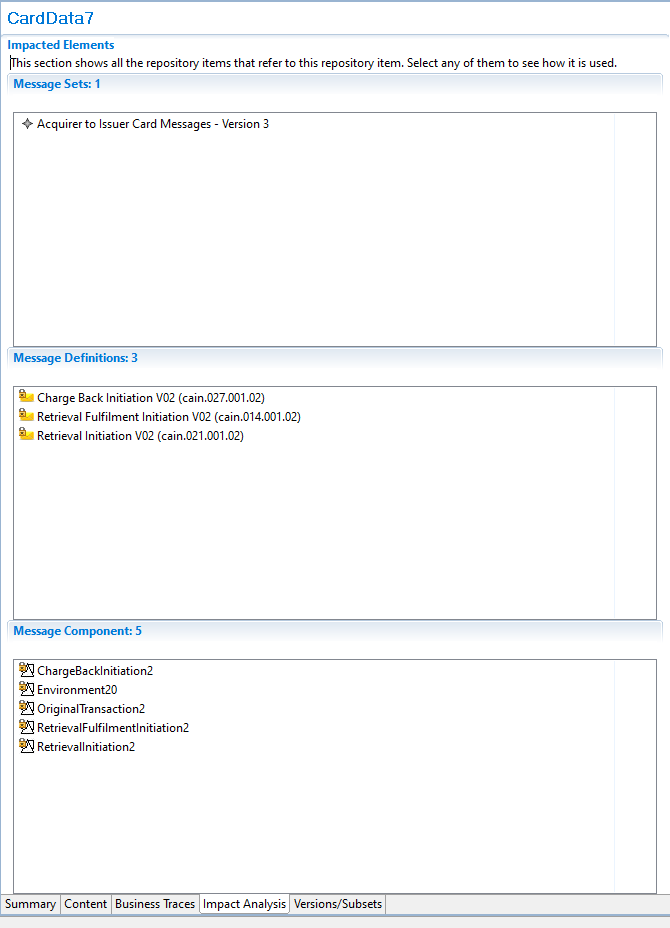 CardData7
Impacted Elements
This section shows all the repository items that refer to this repository item. Select any of them to see how it is used.
Message Sets: 1
Acquirer to Issuer Card Messages - Version 3
Message Definitions: 3
Charge Back Initiation V02 (cain.027.001.02)
Retrieval Fulfilment Initiation V02 (cain.014.001.02)
Retrieval Initiation V02 (cain.021.001.02)
Message Component: 5
ChargeBackInitiation2
Environment20
OriginalTransaction2
RetrievalFulfilmentInitiation2
RetrievalInitiation2
Summary Content Business Traces Impact Analysis Versions/Subsets